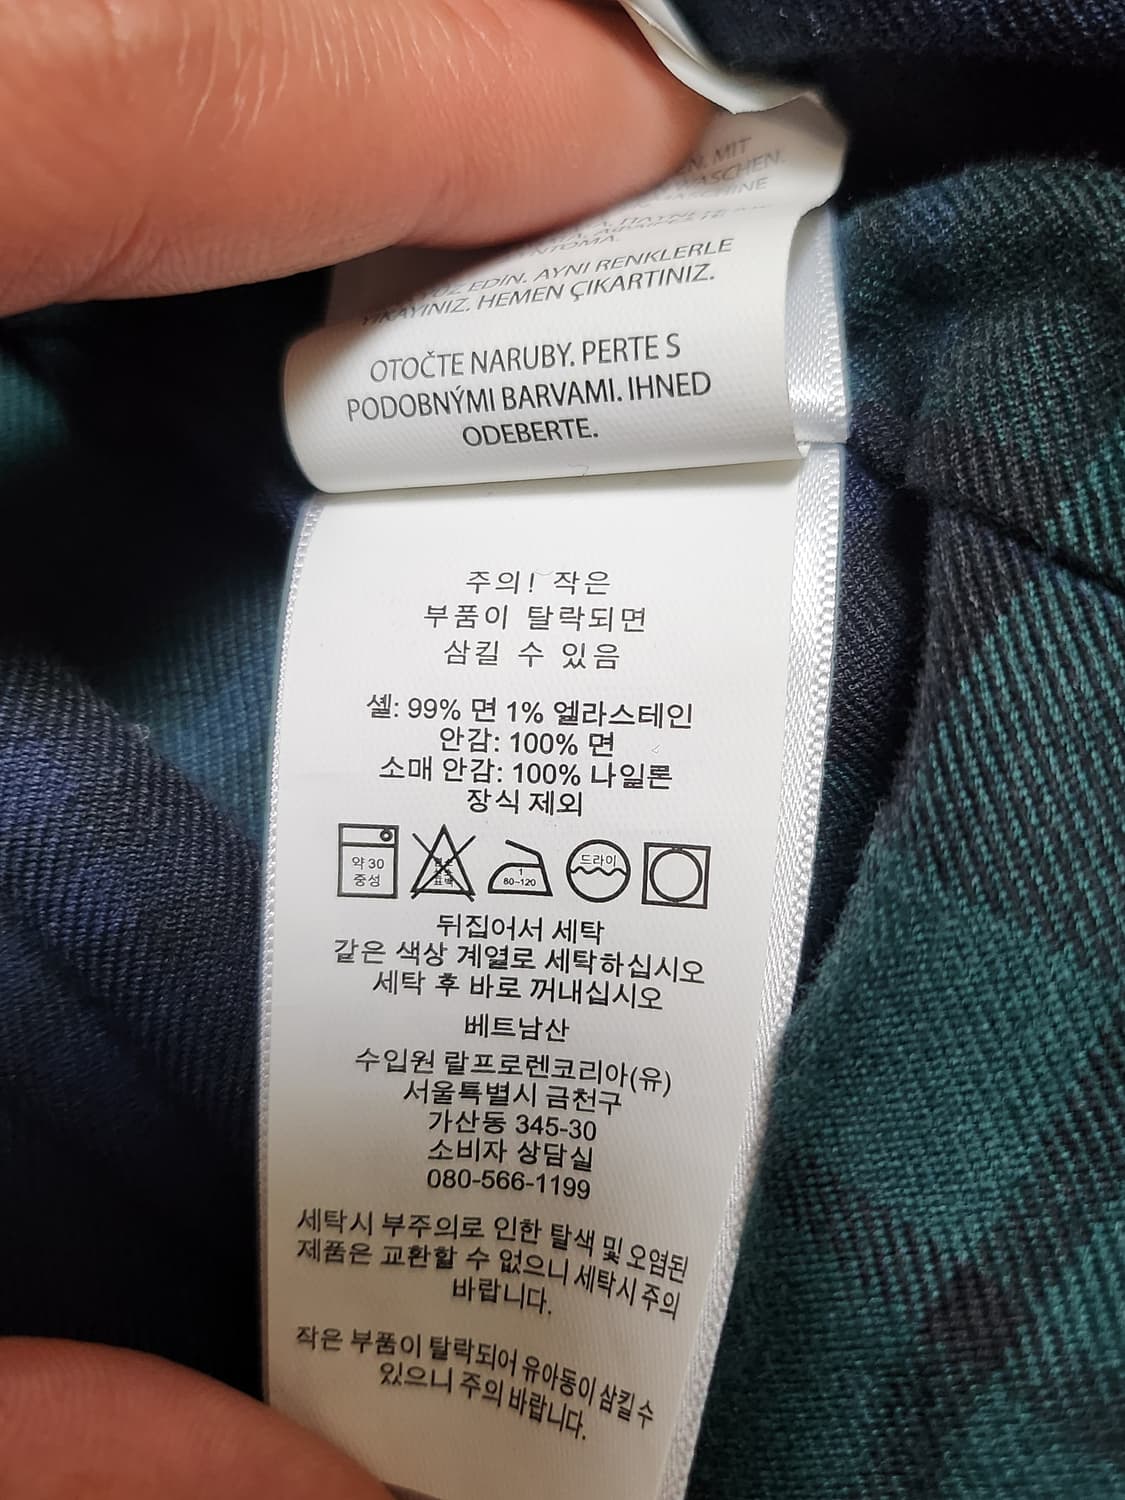 MIT
EDİN. AYNI RENKLERLE
YIKAYINIZ. HEMEN ÇIKARTINIZ.
OTOČTE NARUBY. PERTE S
PODOBNÝMI BARVAMI. IHNED
ODEBERTE.
주의! 작은
부품이 탈락되면
삼킬 수 있음
셸: 99% 면 1% 엘라스테인
안감: 100% 면
소매 안감: 100% 나일론
장식 제외
약 30
중성
표백
1
80~120
드라이
뒤집어서 세탁
같은 색상 계열로 세탁하십시오
세탁 후 바로 꺼내십시오
베트남산
수입원 랄프로렌코리아(유)
서울특별시 금천구
가산동 345-30
소비자 상담실
080-566-1199
세탁시 부주의로 인한 탈색 및 오염된
제품은 교환할 수 없으니 세탁시 주의
바랍니다.
작은 부품이 탈락되어 유아동이 삼킬 수
있으니 주의 바랍니다.